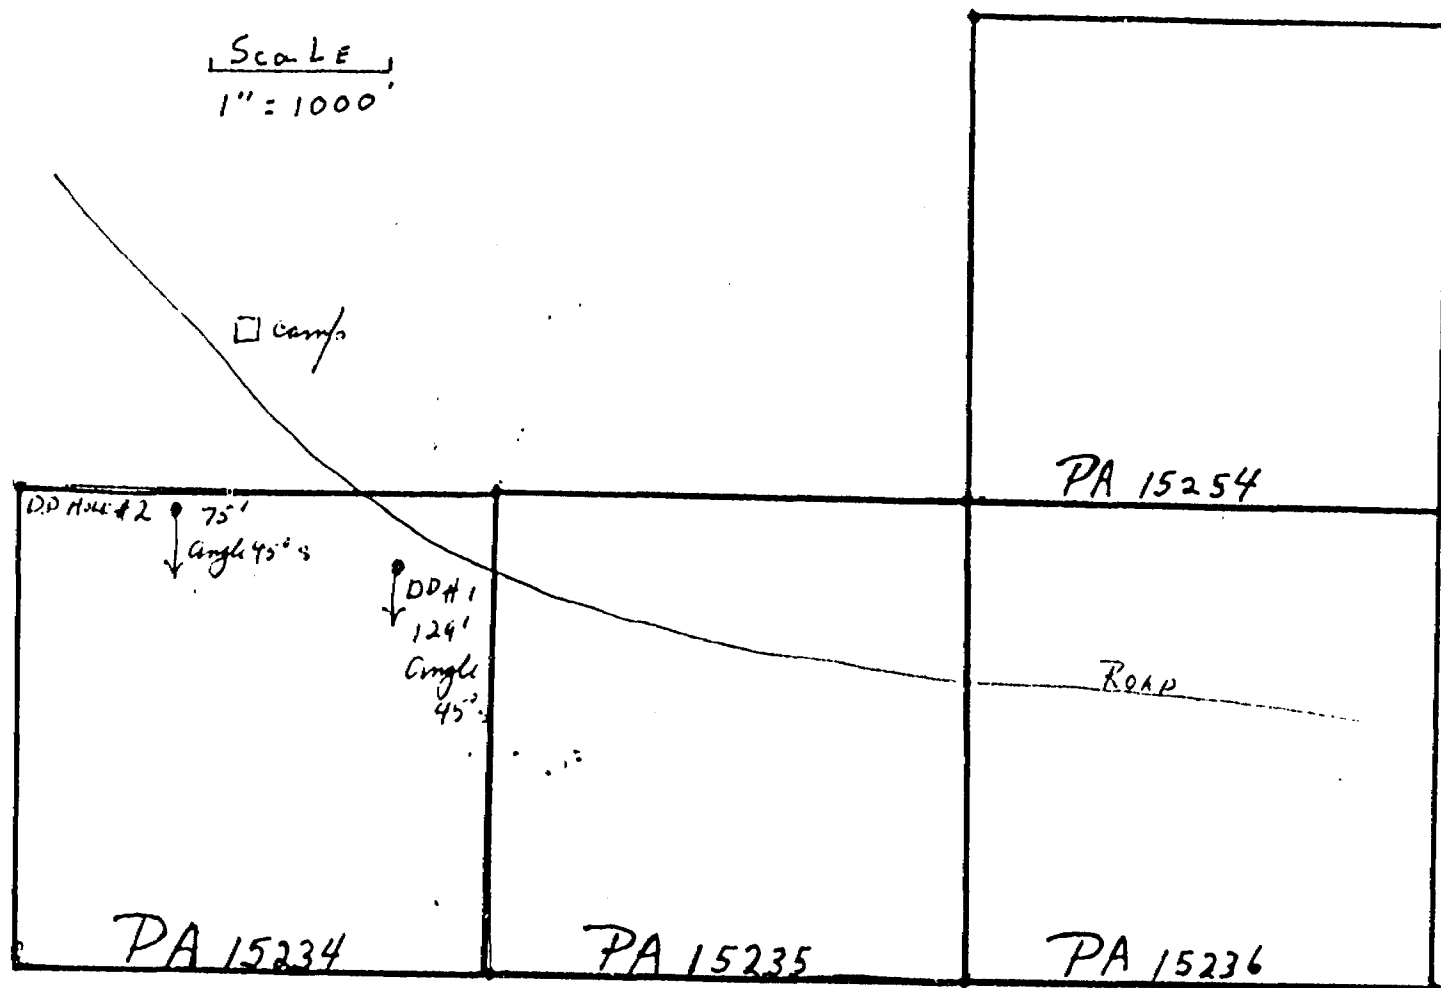 Scale
1" = 1000'
camp
PA 15254
DD Hole #2 75'
Angle 45° s
DD # 1
129'
Angle
45° s
Road
PA 15234
PA 15235
PA 15236